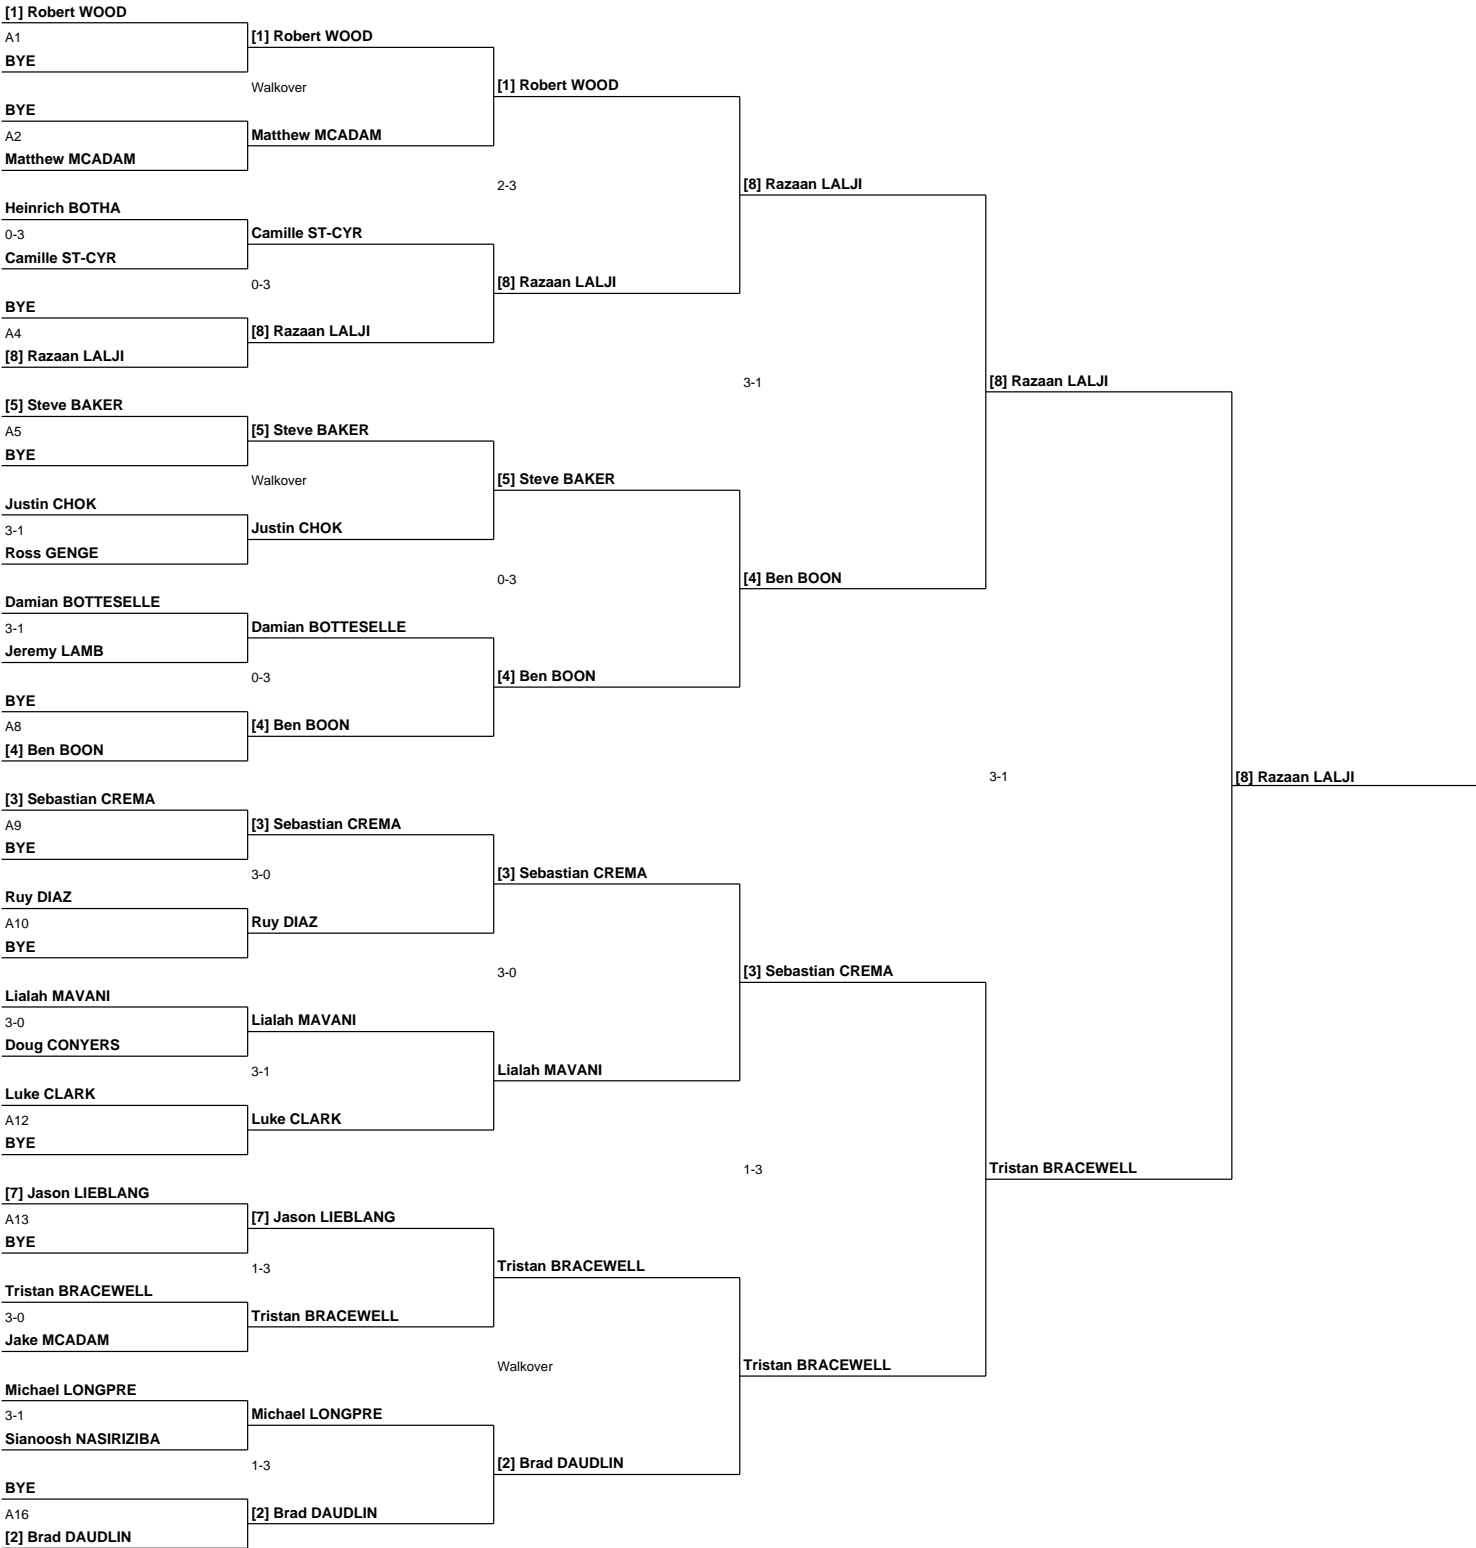 [1] Robert WOOD
A1
BYE
BYE
A2
Matthew MCADAM
Heinrich BOTHA
0-3
Camille ST-CYR
BYE
A4
[8] Razaan LALJI
[5] Steve BAKER
A5
BYE
Justin CHOK
3-1
Ross GENGE
Damian BOTTESELLE
3-1
Jeremy LAMB
BYE
A8
[4] Ben BOON
[3] Sebastian CREMA
A9
BYE
Ruy DIAZ
A10
BYE
Lialah MAVANI
3-0
Doug CONYERS
Luke CLARK
A12
BYE
[7] Jason LIEBLANG
A13
BYE
Tristan BRACEWELL
3-0
Jake MCADAM
Michael LONGPRE
3-1
Sianoosh NASIRIZIBA
BYE
A16
[2] Brad DAUDLIN
[1] Robert WOOD
Walkover
Matthew MCADAM
Camille ST-CYR
0-3
[8] Razaan LALJI
[5] Steve BAKER
Walkover
Justin CHOK
Damian BOTTESELLE
0-3
[4] Ben BOON
[3] Sebastian CREMA
3-0
Ruy DIAZ
Lialah MAVANI
3-1
Luke CLARK
[7] Jason LIEBLANG
1-3
Tristan BRACEWELL
Michael LONGPRE
1-3
[2] Brad DAUDLIN
[1] Robert WOOD
2-3
[8] Razaan LALJI
[5] Steve BAKER
0-3
[4] Ben BOON
[3] Sebastian CREMA
3-0
Lialah MAVANI
Tristan BRACEWELL
Walkover
[2] Brad DAUDLIN
[8] Razaan LALJI
3-1
[4] Ben BOON
[3] Sebastian CREMA
1-3
Tristan BRACEWELL
[8] Razaan LALJI
3-1
Tristan BRACEWELL
[8] Razaan LALJI